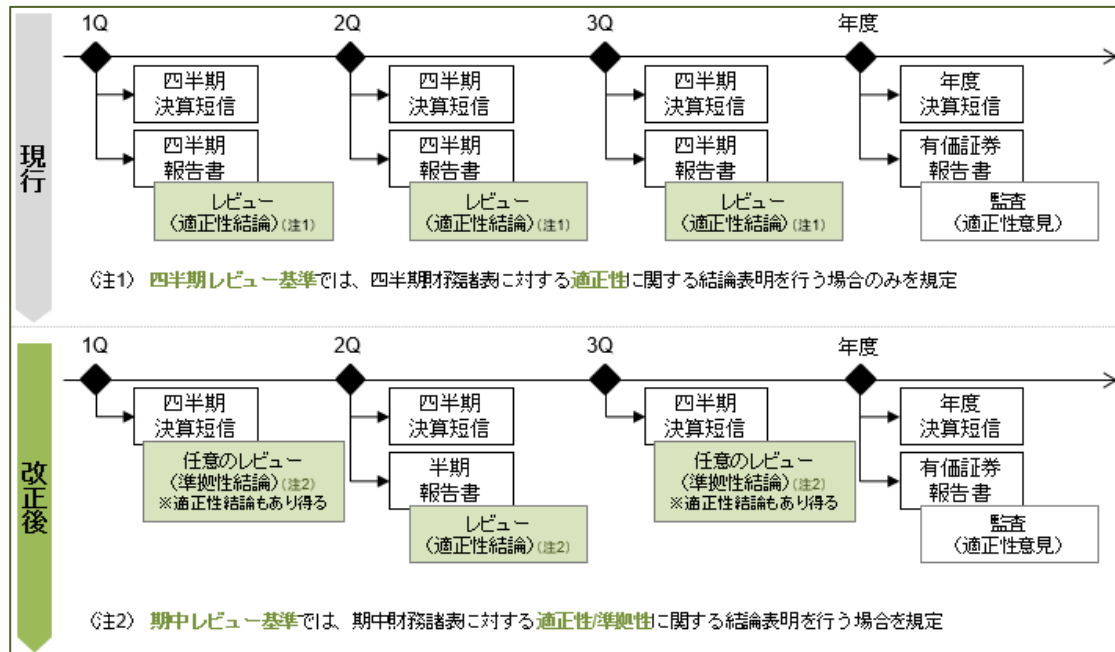 現行
1Q
2Q
3Q
年度
四半期
決算短信
四半期
決算短信
四半期
決算短信
年度
決算短信
四半期
報告書
四半期
報告書
四半期
報告書
有価証券
報告書
レビュー
(適正性結論)(注1)
レビュー
(適正性結論)(注1)
レビュー
(適正性結論)(注1)
監査
(適正性意見)
(注1) 四半期レビュー基準では、四半期財務諸表に対する適正性に関する結論表明を行う場合のみを規定
改正後
1Q
2Q
3Q
年度
四半期
決算短信
四半期
決算短信
四半期
決算短信
年度
決算短信
任意のレビュー
(準拠性結論)(注2)
※適正性結論もあり得る
半期
報告書
任意のレビュー
(準拠性結論)(注2)
※適正性結論もあり得る
有価証券
報告書
レビュー
(適正性結論)(注2)
監査
(適正性意見)
(注2) 期中レビュー基準では、期中財務諸表に対する適正性/準拠性に関する結論表明を行う場合を規定